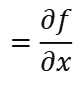 = ∂f/∂x